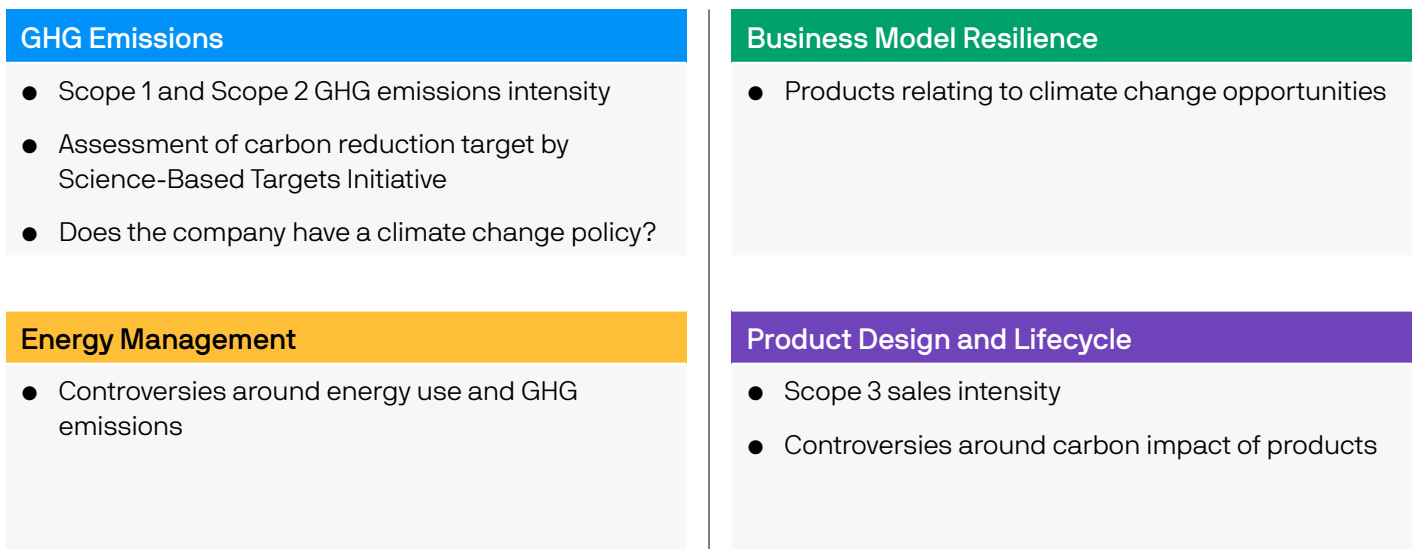 GHG Emissions
● Scope 1 and Scope 2 GHG emissions intensity
● Assessment of carbon reduction target by
Science-Based Targets Initiative
● Does the company have a climate change policy?
Business Model Resilience
● Products relating to climate change opportunities
Energy Management
● Controversies around energy use and GHG
emissions
Product Design and Lifecycle
● Scope 3 sales intensity
● Controversies around carbon impact of products